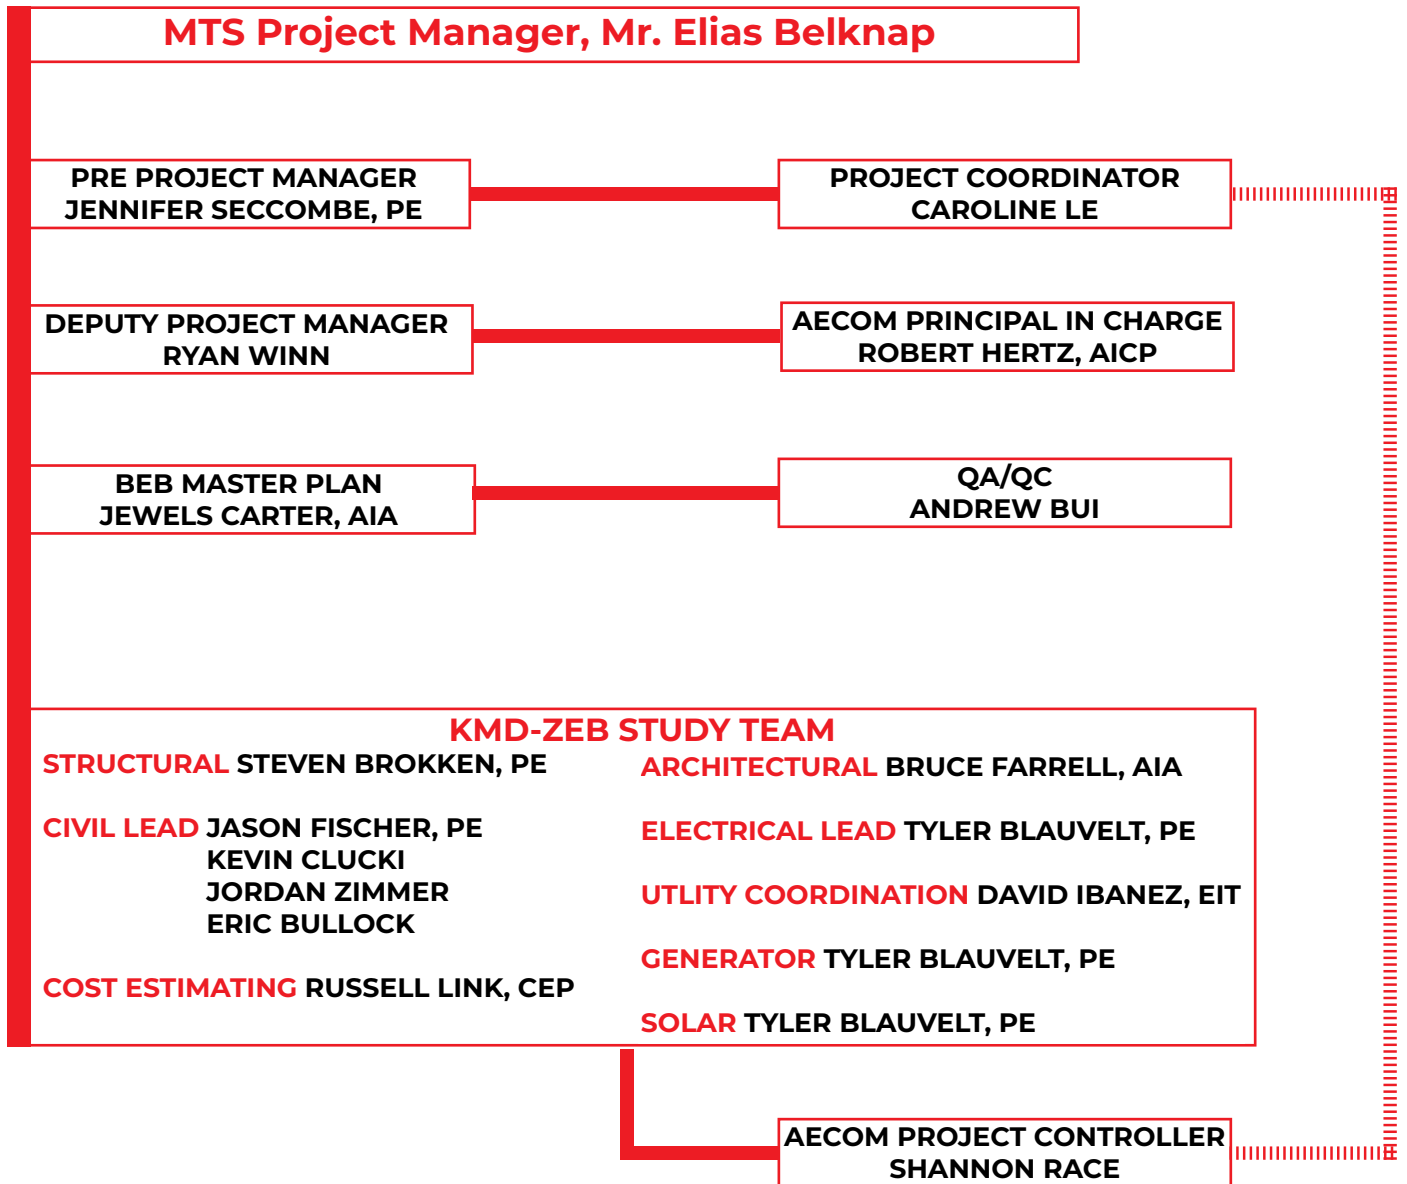 MTS Project Manager, Mr. Elias Belknap
PRE PROJECT MANAGER
JENNIFER SECCOMBE, PE
PROJECT COORDINATOR
CAROLINE LE
DEPUTY PROJECT MANAGER
RYAN WINN
AECOM PRINCIPAL IN CHARGE
ROBERT HERTZ, AICP
BEB MASTER PLAN
JEWELS CARTER, AIA
QA/QC
ANDREW BUI
KMD-ZEB STUDY TEAM
STRUCTURAL STEVEN BROKKEN, PE
CIVIL LEAD JASON FISCHER, PE
KEVIN CLUCKI
JORDAN ZIMMER
ERIC BULLOCK
COST ESTIMATING RUSSELL LINK, CEP
ARCHITECTURAL BRUCE FARRELL, AIA
ELECTRICAL LEAD TYLER BLAUVELT, PE
UTLITY COORDINATION DAVID IBANEZ, EIT
GENERATOR TYLER BLAUVELT, PE
SOLAR TYLER BLAUVELT, PE
AECOM PROJECT CONTROLLER
SHANNON RACE